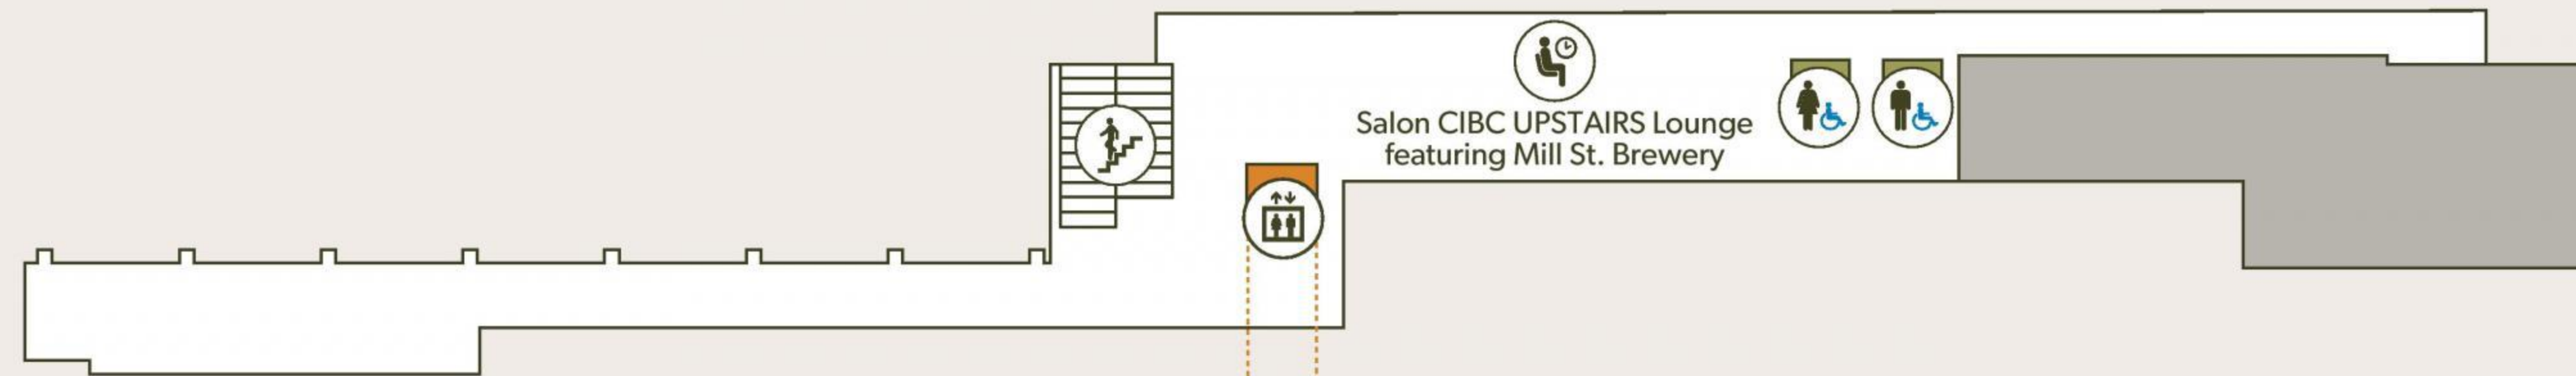 Salon CIBC UPSTAIRS Lounge
featuring Mill St. Brewery